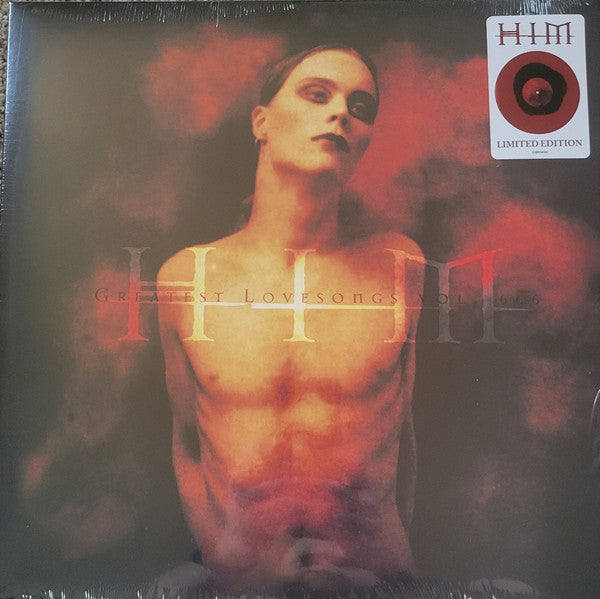 HIM
LIMITED EDITION
HIM
GREATEST LOVESONGS VOL. 666